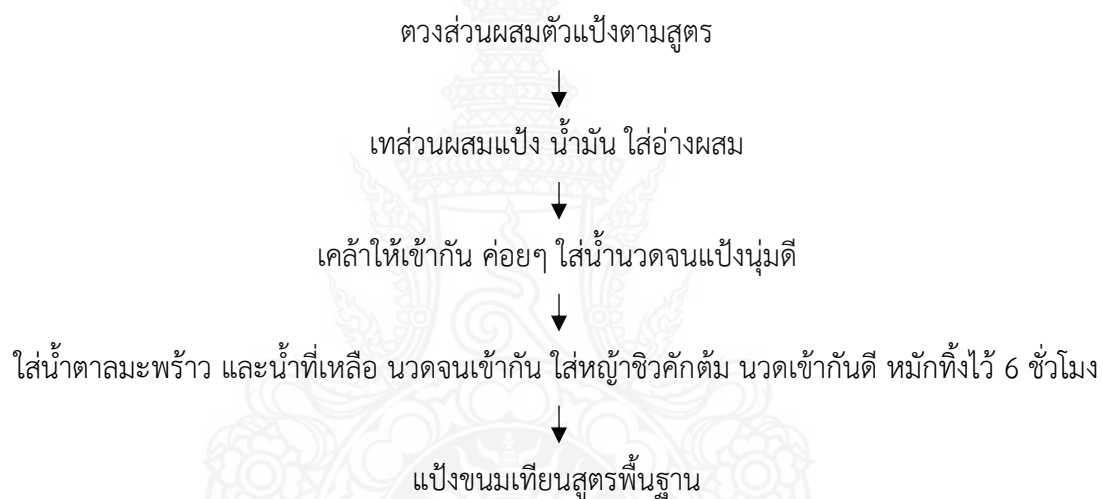 ตวงส่วนผสมตัวแป้งตามสูตร
เทส่วนผสมแป้ง น้ำมัน ใส่อ่างผสม
เคล้าให้เข้ากัน ค่อยๆ ใส่น้ำนวดจนแป้งนุ่มดี
ใส่น้ำตาลมะพร้าว และน้ำที่เหลือ นวดจนเข้ากัน ใส่หญ้าชิวคักต้ม นวดเข้ากันดี หมักทิ้งไว้ 6 ชั่วโมง
แป้งขนมเทียนสูตรพื้นฐาน